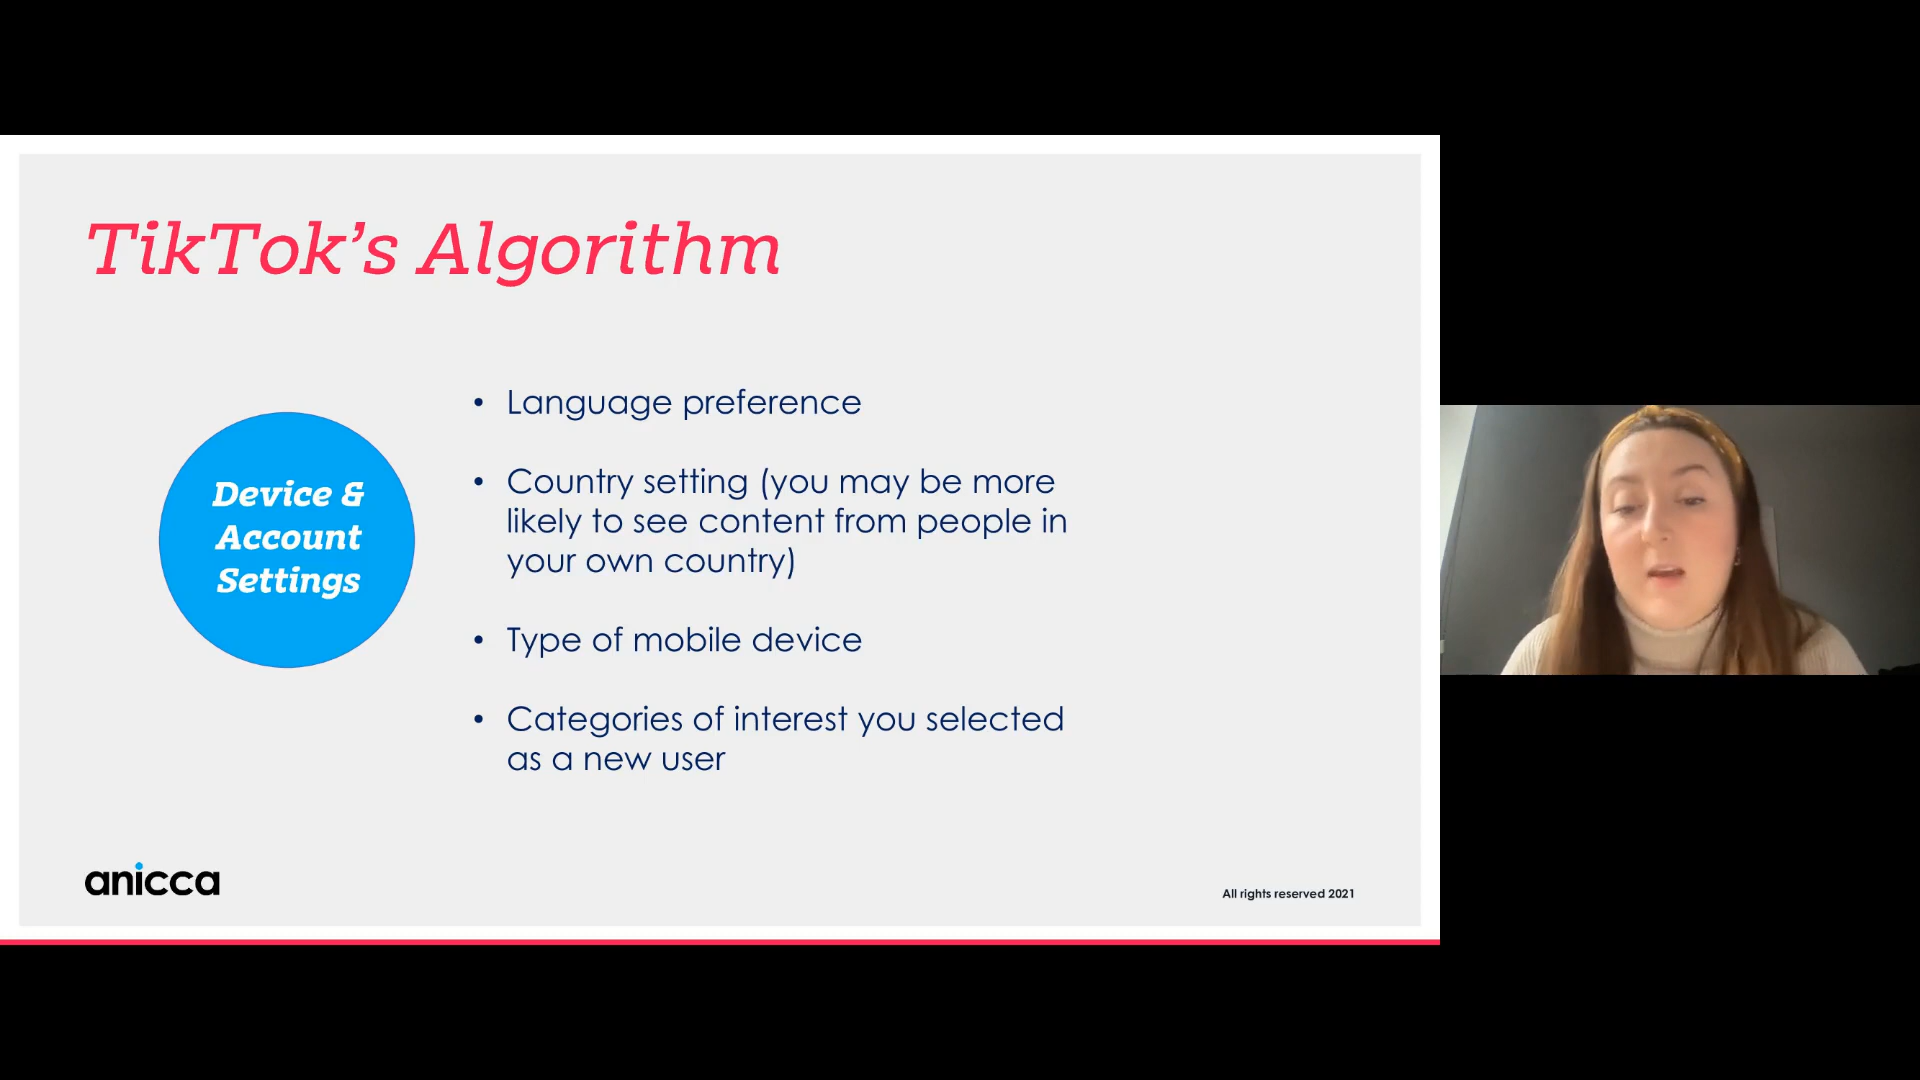 TikTok’s Algorithm
Device &
Account
Settings
• Language preference
• Country setting (you may be more
likely to see content from people in
your own country)
• Type of mobile device
• Categories of interest you selected
as a new user
anicca
All rights reserved 2021